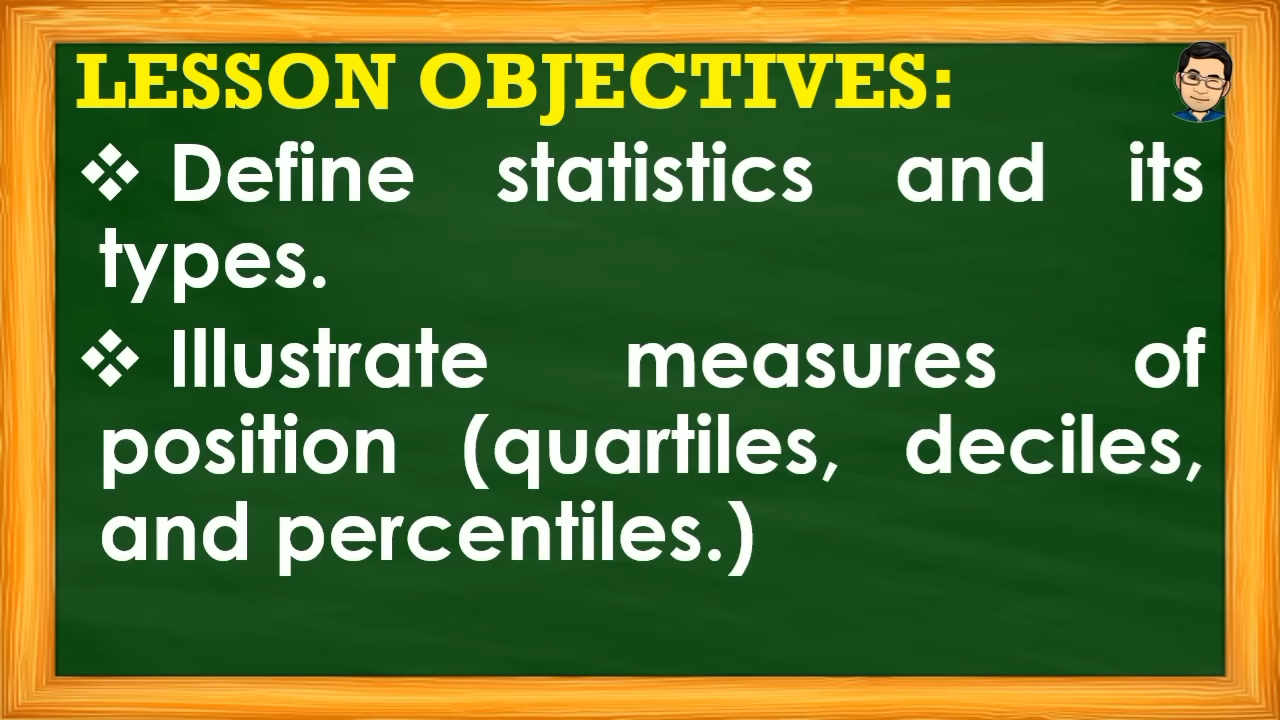 LESSON OBJECTIVES:
❖ Define statistics and its
types.
❖ Illustrate measures of
position (quartiles, deciles,
and percentiles.)